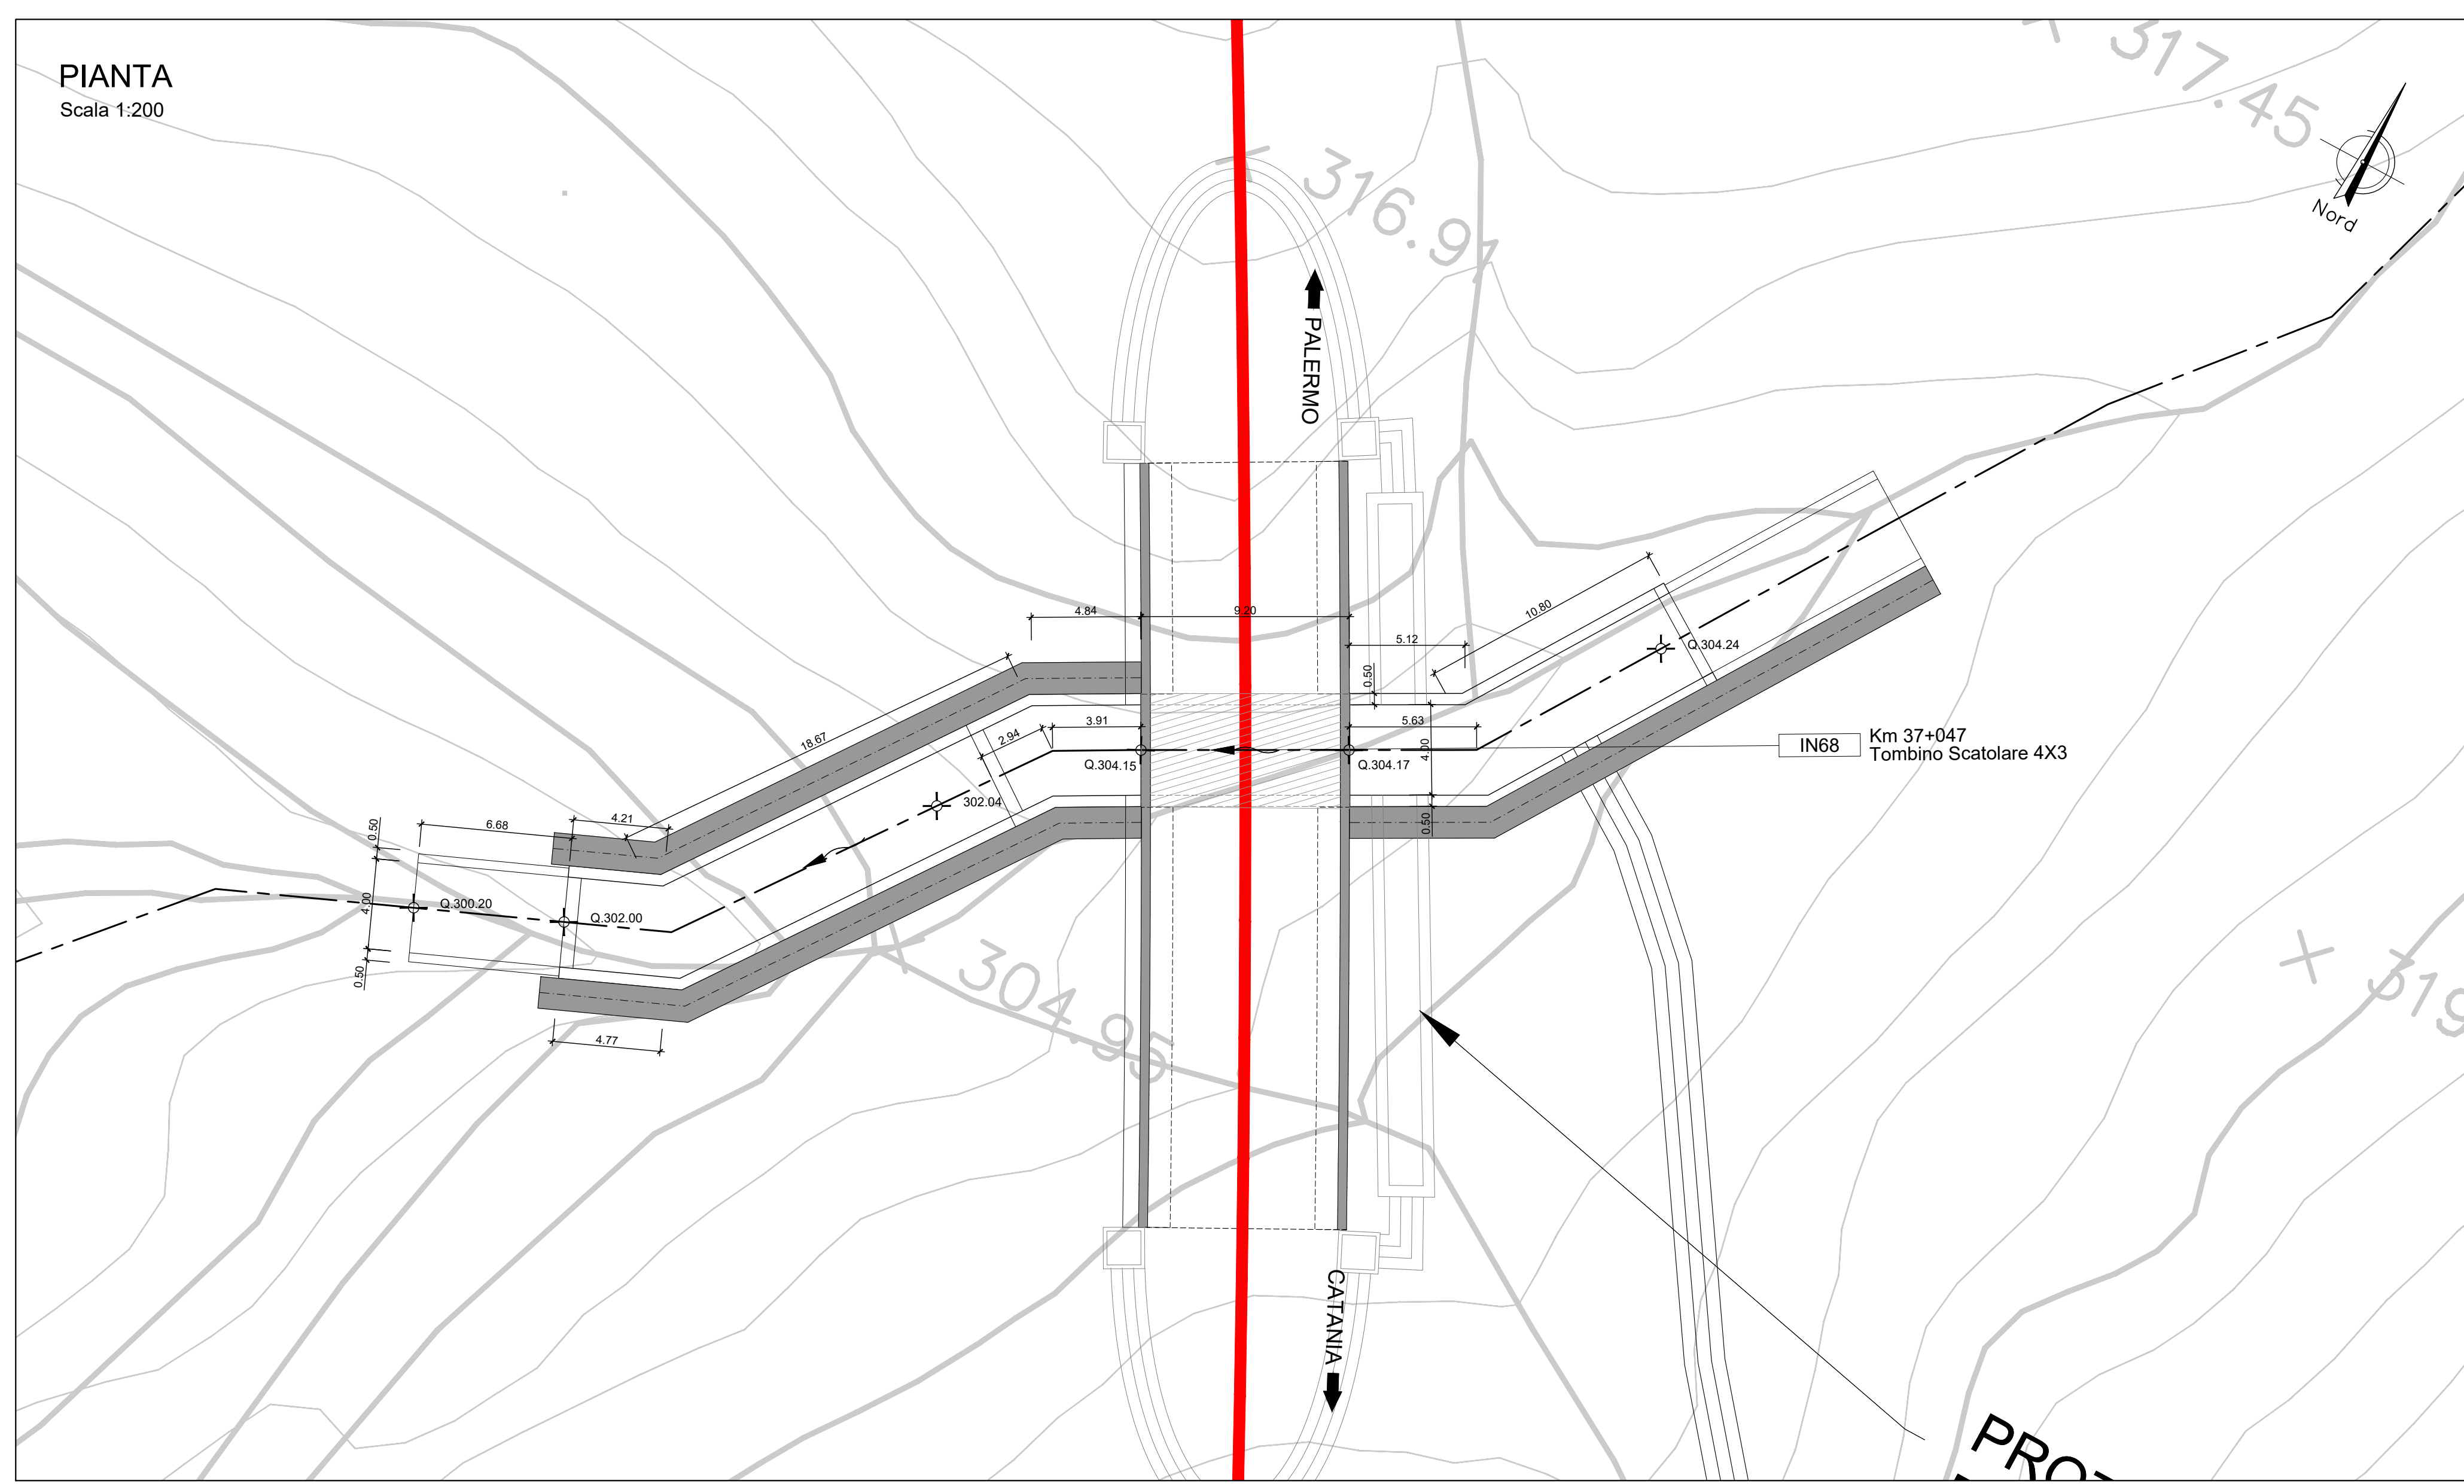 PIANTA
Scala 1:200
317.45
Nord
316.91
PALERMO
4.84
9.20
5.12
10.80
0.50
Q.304.24
18.67
2.94
3.91
5.63
4.00
Q.304.15
Q.304.17
IN68
Km 37+047
Tombino Scatolare 4X3
302.04
0.50
6.68
4.21
0.50
4.00
Q.300.20
Q.302.00
0.50
304.95
319
4.77
CATANIA